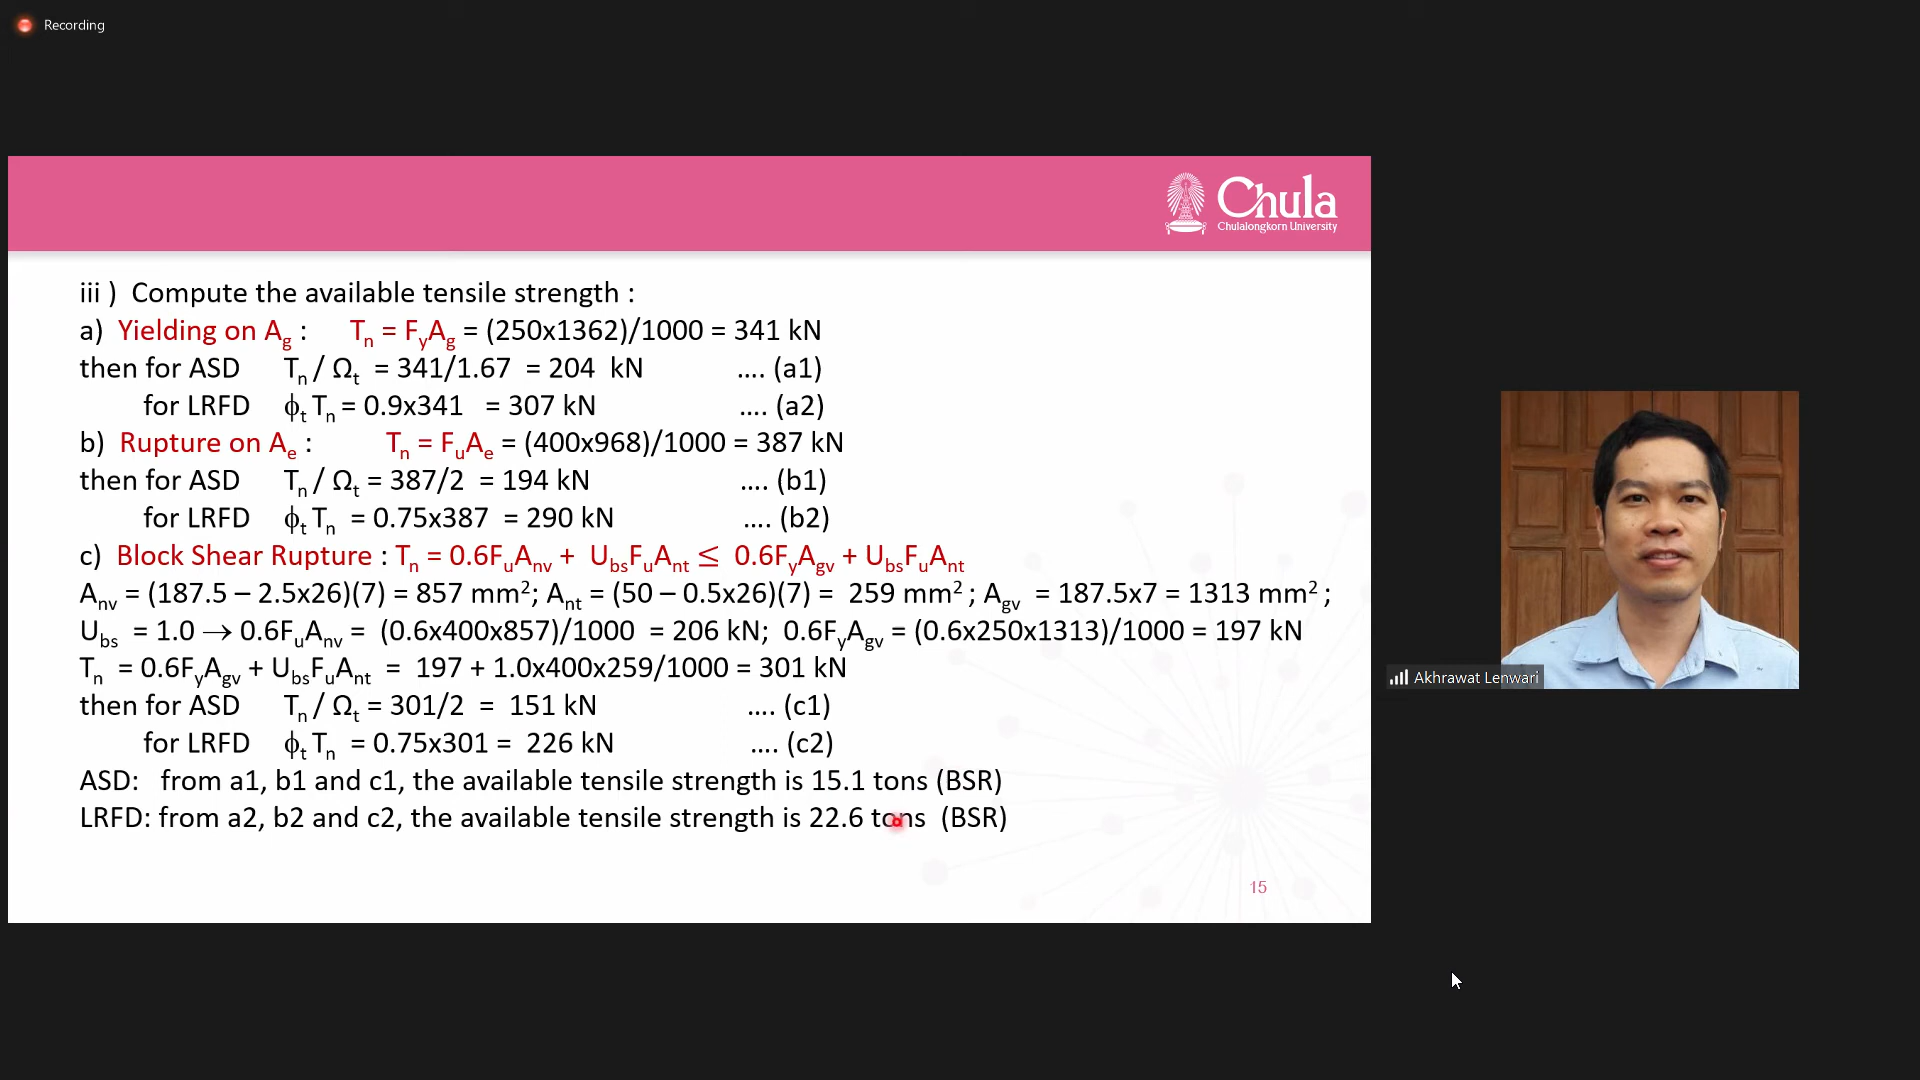 Recording
Chula
Chulalongkorn University
iii ) Compute the available tensile strength :
a) Yielding on Ag : Tn = FyAg = (250x1362)/1000 = 341 kN
then for ASD Tn / Ωt = 341/1.67 = 204 kN .... (a1)
for LRFD ϕt Tn = 0.9x341 = 307 kN .... (a2)
b) Rupture on Ae : Tn = FuAe = (400x968)/1000 = 387 kN
then for ASD Tn / Ωt = 387/2 = 194 kN .... (b1)
for LRFD ϕt Tn = 0.75x387 = 290 kN .... (b2)
c) Block Shear Rupture : Tn = 0.6FuAnv + UbsFuAnt ≤ 0.6FyAgv + UbsFuAnt
Anv = (187.5 – 2.5x26)(7) = 857 mm²; Ant = (50 – 0.5x26)(7) = 259 mm² ; Agv = 187.5x7 = 1313 mm² ;
Ubs = 1.0 → 0.6FuAnv = (0.6x400x857)/1000 = 206 kN; 0.6FyAgv = (0.6x250x1313)/1000 = 197 kN
Tn = 0.6FyAgv + UbsFuAnt = 197 + 1.0x400x259/1000 = 301 kN
then for ASD Tn / Ωt = 301/2 = 151 kN .... (c1)
for LRFD ϕt Tn = 0.75x301 = 226 kN .... (c2)
ASD: from a1, b1 and c1, the available tensile strength is 15.1 tons (BSR)
LRFD: from a2, b2 and c2, the available tensile strength is 22.6 tons (BSR)
15
Akhrawat Lenwari